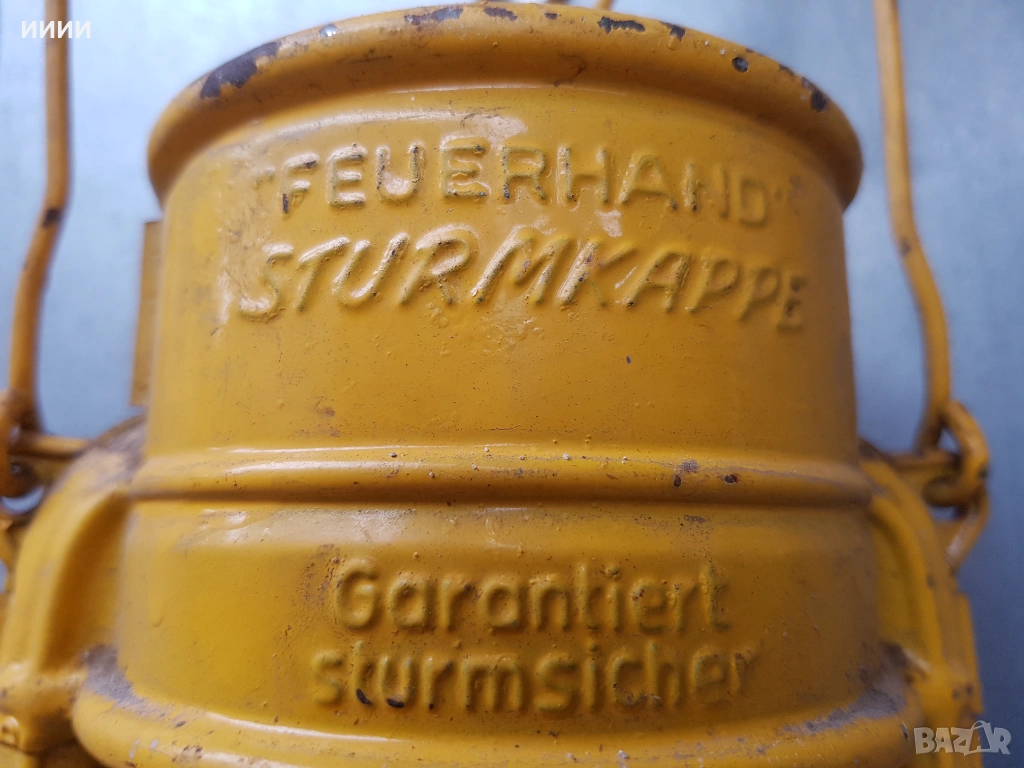 ииии
"FEUERHAND"
STURMKAPPE
Garantiert
sturmsicher
BAZAR